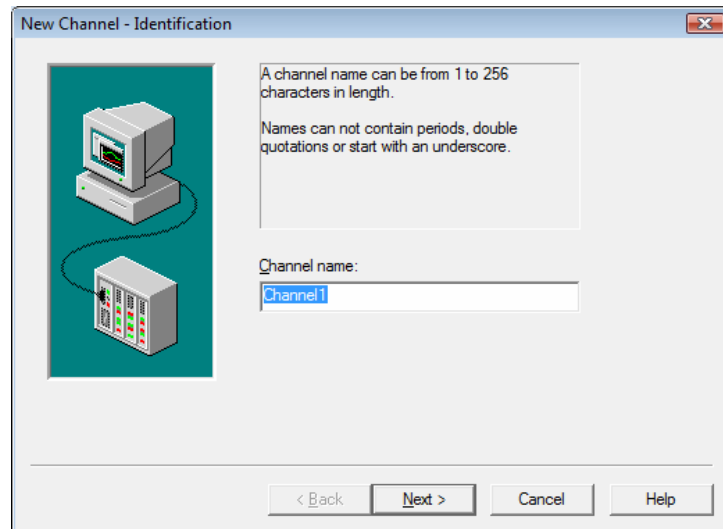 New Channel - Identification
A channel name can be from 1 to 256
characters in length.
Names can not contain periods, double
quotations or start with an underscore.
Channel name:
Channel1
< Back
Next >
Cancel
Help